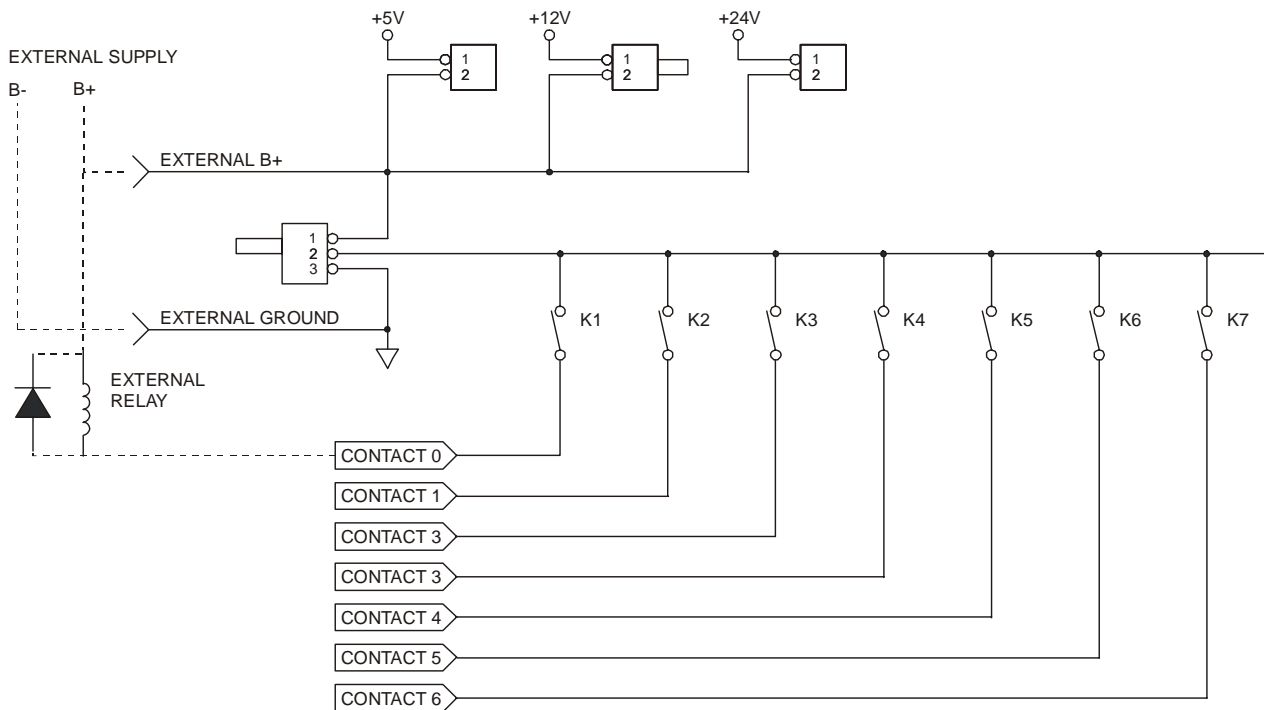 +5V
+12V
+24V
EXTERNAL SUPPLY
B-
B+
1
2
1
2
1
2
EXTERNAL B+
1
2
3
EXTERNAL GROUND
K1
K2
K3
K4
K5
K6
K7
EXTERNAL
RELAY
CONTACT 0
CONTACT 1
CONTACT 3
CONTACT 3
CONTACT 4
CONTACT 5
CONTACT 6